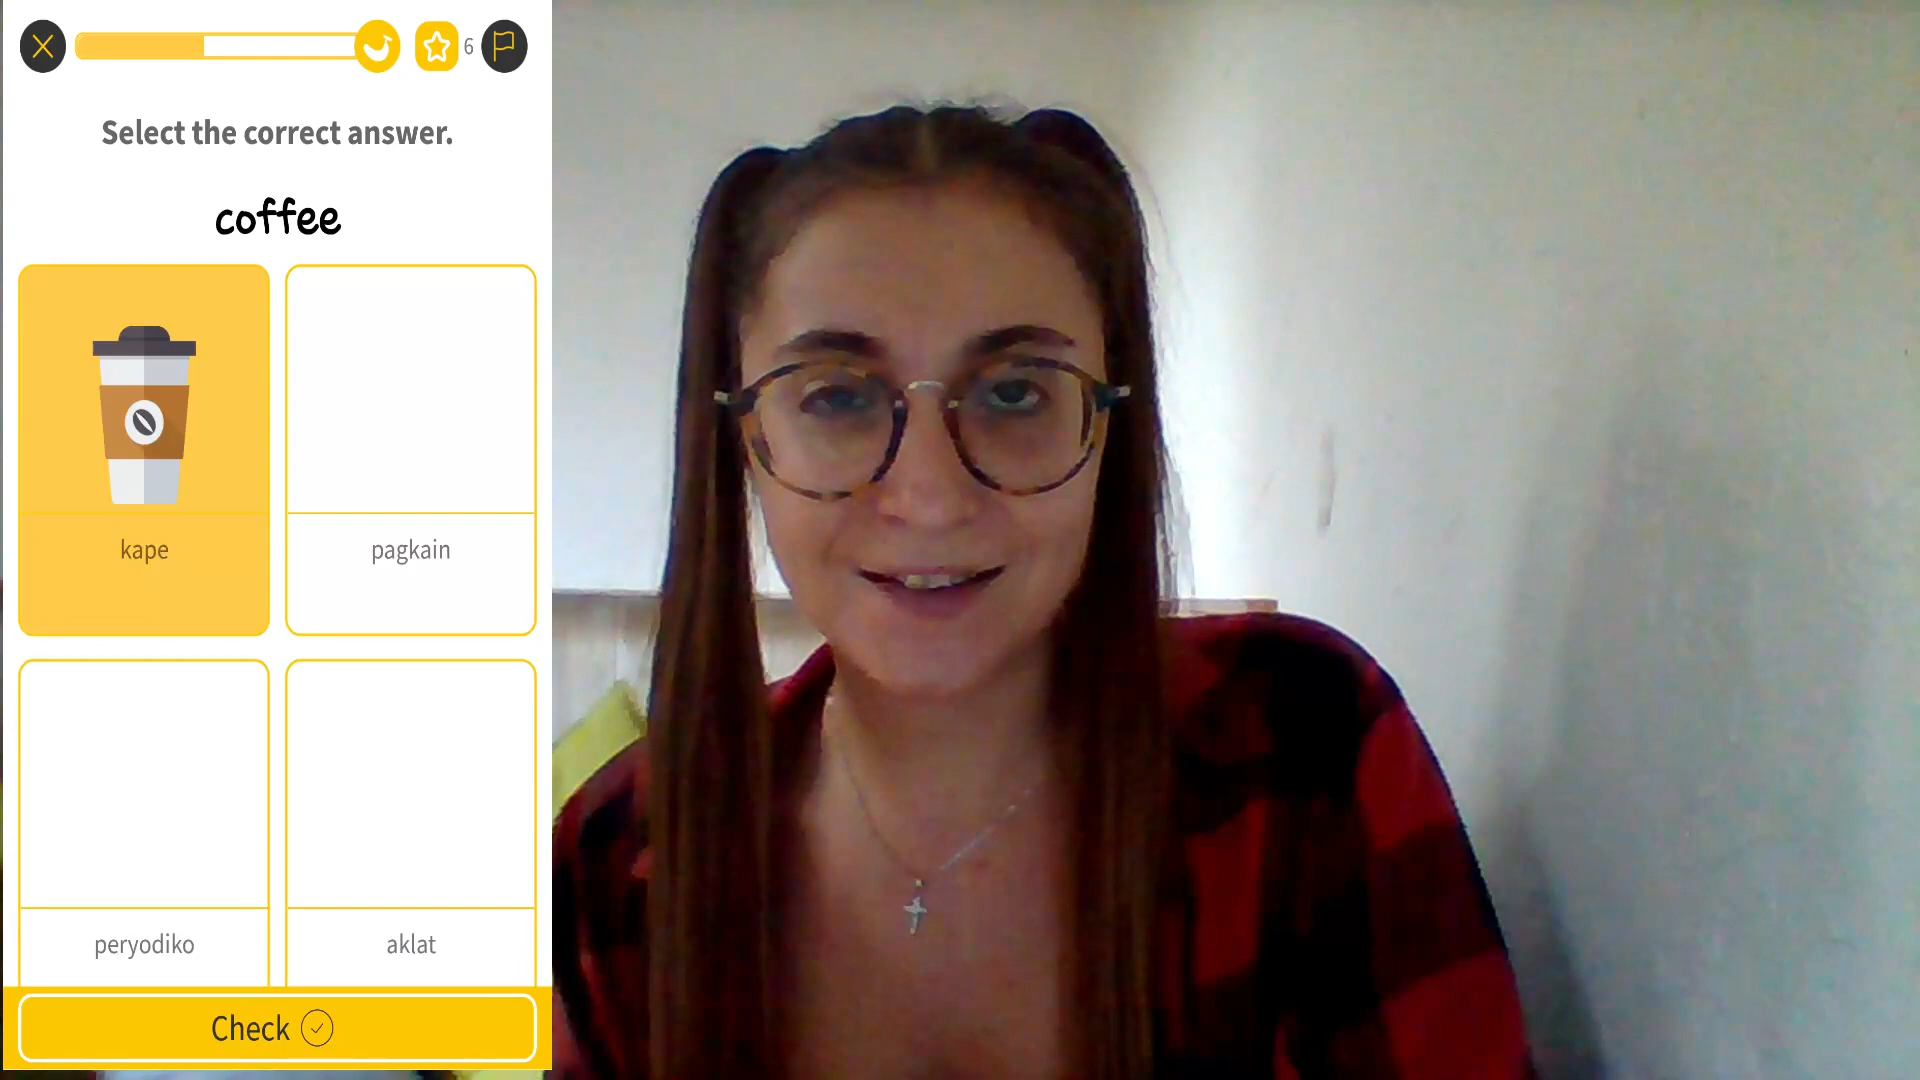 6
Select the correct answer.
coffee
kape
pagkain
peryodiko
aklat
Check